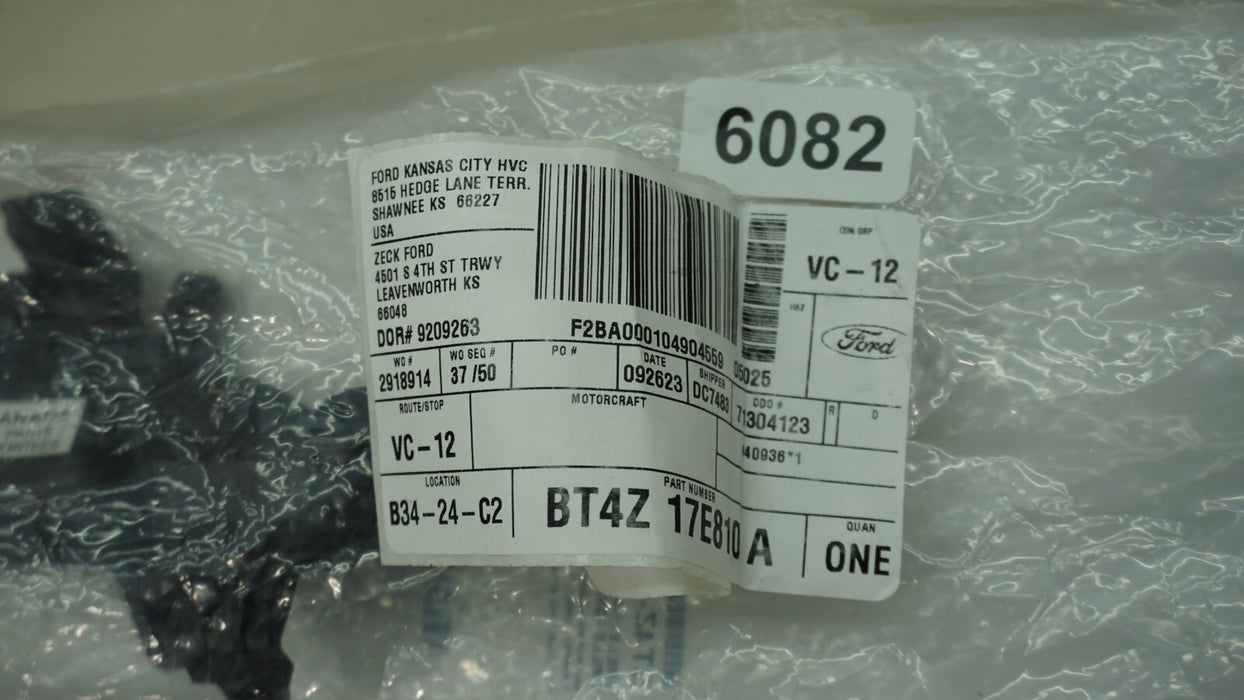 6082
FORD KANSAS CITY HVC
8515 HEDGE LANE TERR.
SHAWNEE KS 66227
USA
ZECK FORD
4501 S 4TH ST TRWY
LEAVENWORTH KS
66048
DOR# 9209263
F2BA000104904559
05025
CON GRP
VC-12
HAZ
Ford
WO #
2918914
WO SEQ #
37 /50
PO #
DATE
092623
SHIPPER
DC7483
ODO #
71304123
R
D
ROUTE/STOP
VC-12
MOTORCRAFT
40936*1
LOCATION
B34-24-C2
PART NUMBER
BT4Z 17E810 A
QUAN
ONE